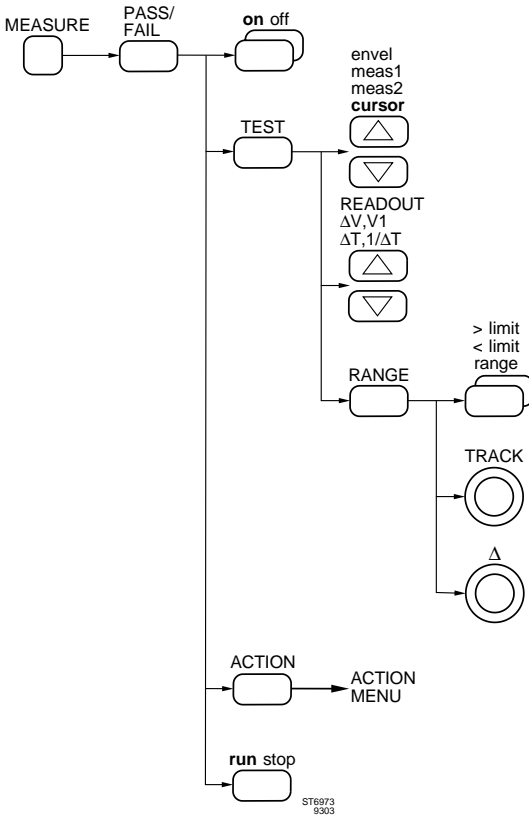 MEASURE
PASS/
FAIL
on off
TEST
envel
meas1
meas2
cursor
READOUT
ΔV,V1
ΔT,1/ΔT
RANGE
> limit
< limit
range
TRACK
Δ
ACTION
ACTION
MENU
run stop
ST6973
9303